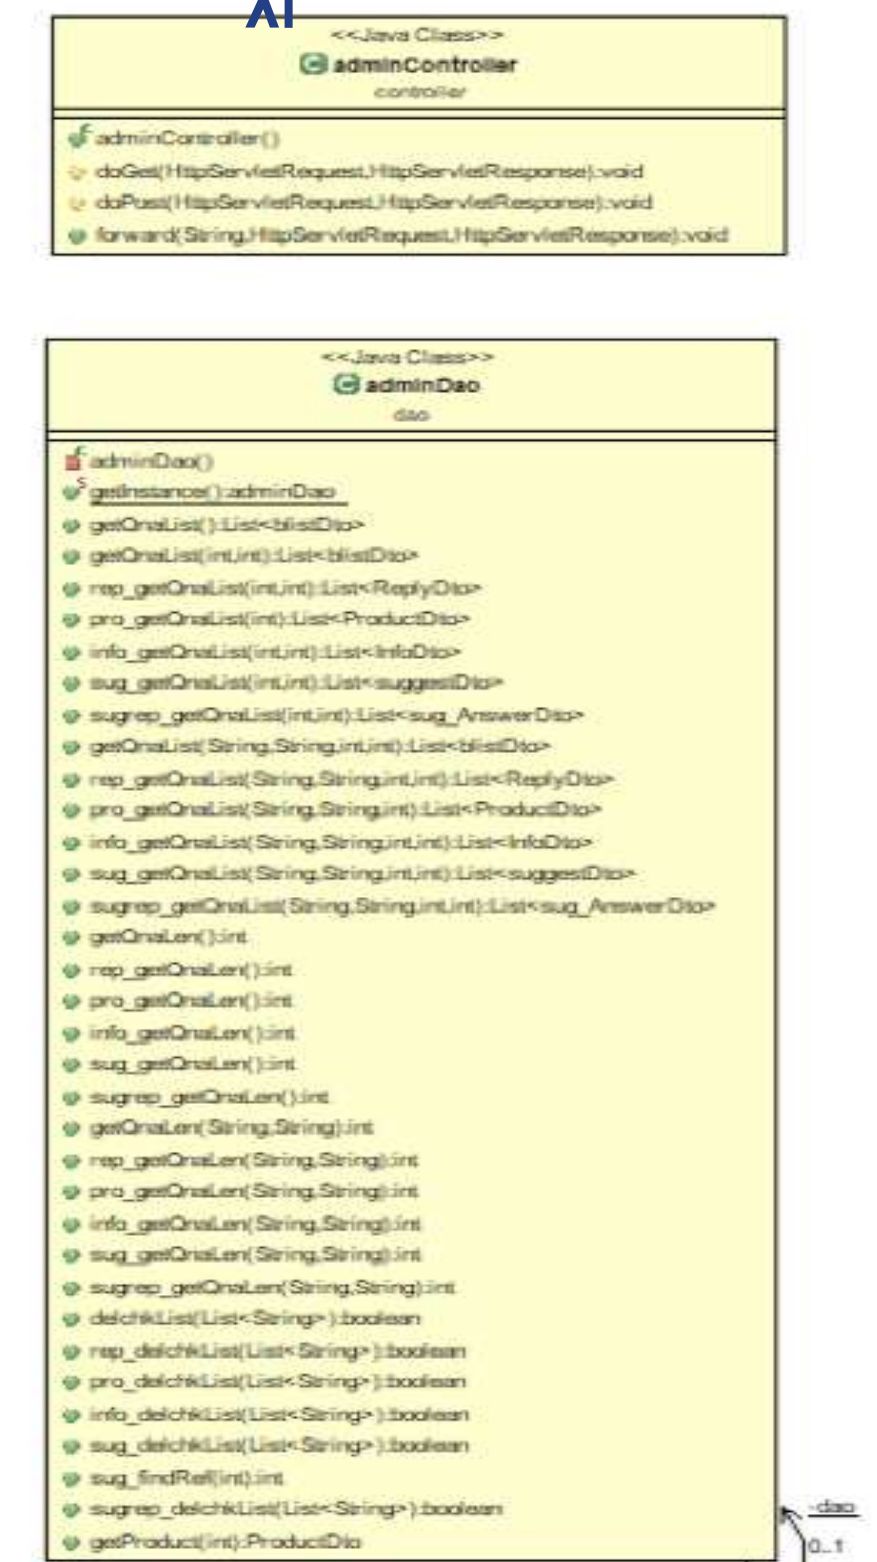 <<Java Class>>
adminController
controller
adminController()
doGet(HttpServletRequest,HttpServletResponse):void
doPost(HttpServletRequest,HttpServletResponse):void
forward(String,HttpServletRequest,HttpServletResponse):void
<<Java Class>>
adminDao
dao
adminDao()
getInstance():adminDao
getQnaList():List<blistDto>
getQnaList(int,int):List<blistDto>
rep_getQnaList(int,int):List<ReplyDto>
pro_getQnaList(int):List<ProductDto>
info_getQnaList(int,int):List<InfoDto>
sug_getQnaList(int,int):List<suggestDto>
sugrep_getQnaList(int,int):List<sug_AnswerDto>
getQnaList(String,String,int,int):List<blistDto>
rep_getQnaList(String,String,int,int):List<ReplyDto>
pro_getQnaList(String,String,int):List<ProductDto>
info_getQnaList(String,String,int,int):List<InfoDto>
sug_getQnaList(String,String,int,int):List<suggestDto>
sugrep_getQnaList(String,String,int,int):List<sug_AnswerDto>
getQnaLen():int
rep_getQnaLen():int
pro_getQnaLen():int
info_getQnaLen():int
sug_getQnaLen():int
sugrep_getQnaLen():int
getQnaLen(String,String):int
rep_getQnaLen(String,String):int
pro_getQnaLen(String,String):int
info_getQnaLen(String,String):int
sug_getQnaLen(String,String):int
sugrep_getQnaLen(String,String):int
delchkList(List<String>):boolean
rep_delchkList(List<String>):boolean
pro_delchkList(List<String>):boolean
info_delchkList(List<String>):boolean
sug_delchkList(List<String>):boolean
sug_findRef(int):int
sugrep_delchkList(List<String>):boolean
-dao
getProduct(int):ProductDto
0..1